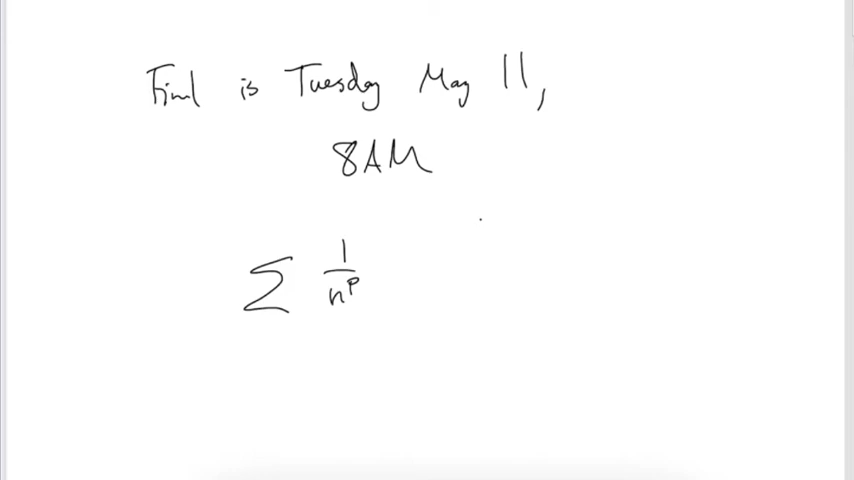 Final is Tuesday May 11,
8AM
∑ 1/n^p